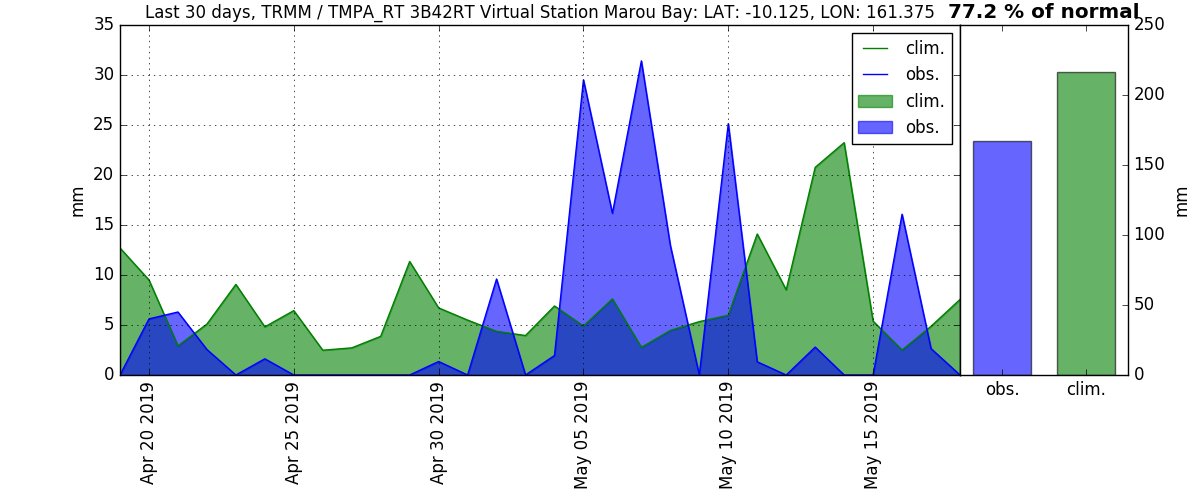 Last 30 days, TRMM / TMPA_RT 3B42RT Virtual Station Marou Bay: LAT: -10.125, LON: 161.375
77.2 % of normal
35
30
25
20
15
10
5
0
mm
Apr 20 2019
Apr 25 2019
Apr 30 2019
May 05 2019
May 10 2019
May 15 2019
clim.
obs.
clim.
obs.
250
200
150
100
50
0
mm
obs.
clim.